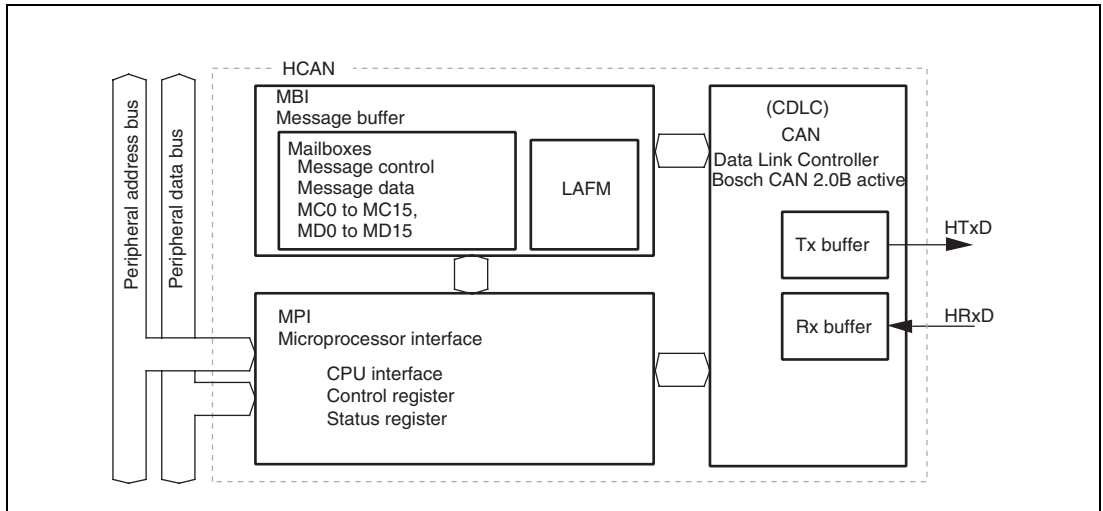 HCAN
Peripheral address bus
Peripheral data bus
MBI
Message buffer
Mailboxes
Message control
Message data
MC0 to MC15,
MD0 to MD15
LAFM
MPI
Microprocessor interface
CPU interface
Control register
Status register
(CDLC)
CAN
Data Link Controller
Bosch CAN 2.0B active
Tx buffer
HTxD
Rx buffer
HRxD